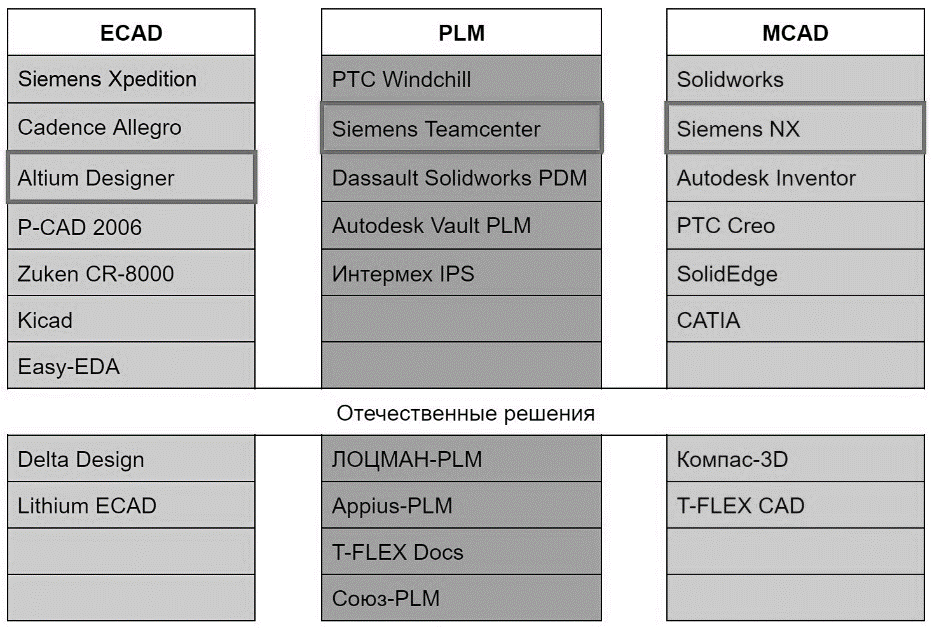 ECAD
PLM
MCAD
Siemens Xpedition
PTC Windchill
Solidworks
Cadence Allegro
Siemens Teamcenter
Siemens NX
Altium Designer
Dassault Solidworks PDM
Autodesk Inventor
P-CAD 2006
Autodesk Vault PLM
PTC Creo
Zuken CR-8000
Интермех IPS
SolidEdge
Kicad
CATIA
Easy-EDA
Отечественные решения
Delta Design
ЛОЦМАН-PLM
Компас-3D
Lithium ECAD
Appius-PLM
T-FLEX CAD
T-FLEX Docs
Союз-PLM